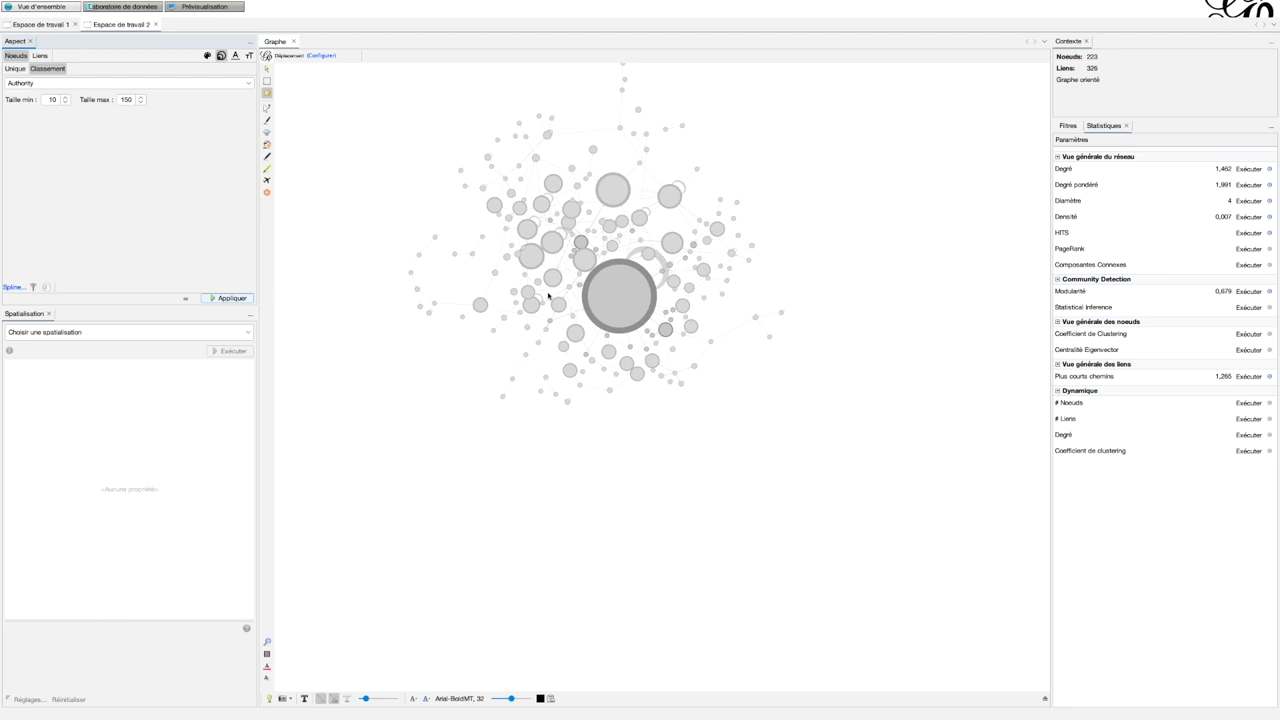 Vue d'ensemble
Laboratoire de données
Prévisualisation
Espace de travail 1
Espace de travail 2
Aspect
Noeuds Liens
Unique Classement
Authority
Taille min : 10 Taille max : 150
Spline...
Appliquer
Spatialisation
Choisir une spatialisation
Exécuter
<Aucune propriété>
Réglages... Réinitialiser
Graphe
Déplacement (Configurer)
Arial-BoldMT, 32
Contexte
Noeuds: 223
Liens: 326
Graphe orienté
Filtres Statistiques
Paramètres
Vue générale du réseau
Degré 1,462 Exécuter
Degré pondéré 1,991 Exécuter
Diamètre 4 Exécuter
Densité 0,007 Exécuter
HITS Exécuter
PageRank Exécuter
Composantes Connexes Exécuter
Community Detection
Modularité 0,679 Exécuter
Statistical Inference Exécuter
Vue générale des noeuds
Coefficient de Clustering Exécuter
Centralité Eigenvector Exécuter
Vue générale des liens
Plus courts chemins 1,265 Exécuter
Dynamique
# Noeuds Exécuter
# Liens Exécuter
Degré Exécuter
Coefficient de clustering Exécuter